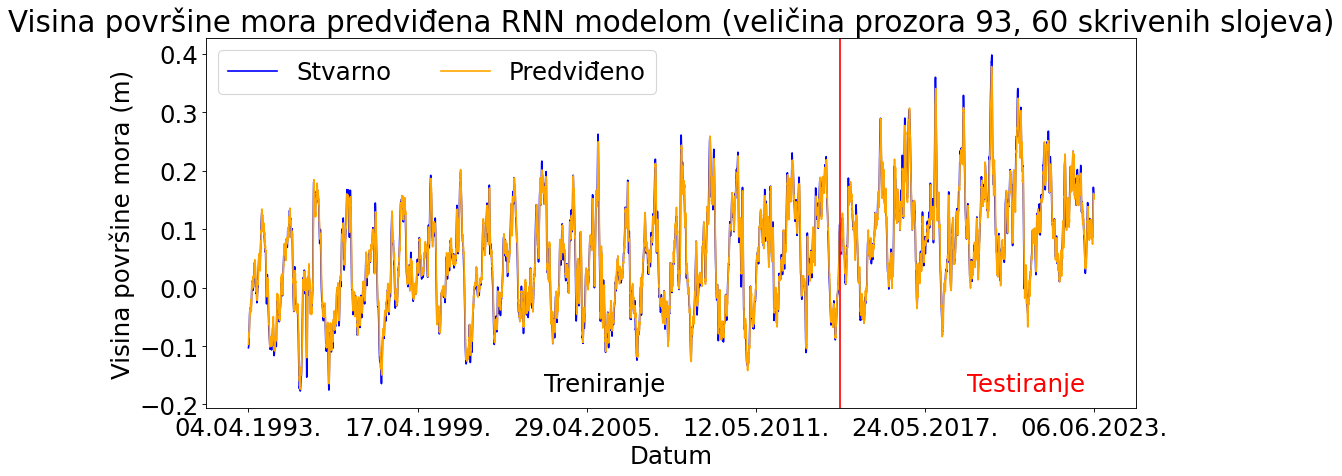 Visina površine mora predviđena RNN modelom (veličina prozora 93, 60 skrivenih slojeva)
Stvarno Predviđeno
Visina površine mora (m)
0.4
0.3
0.2
0.1
0.0
−0.1
−0.2
Treniranje Testiranje
04.04.1993. 17.04.1999. 29.04.2005. 12.05.2011. 24.05.2017. 06.06.2023.
Datum